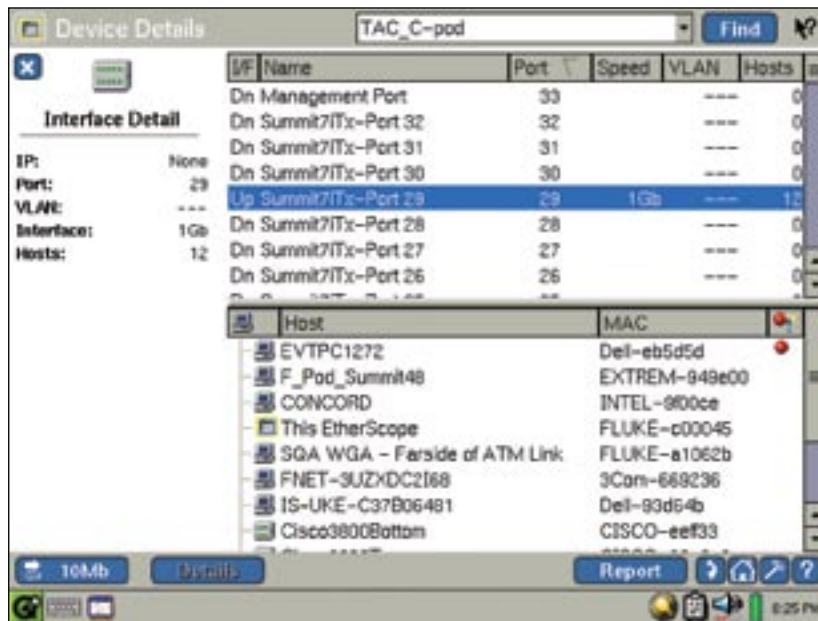 Device Details TAC_C-pod Find
Interface Detail
IP: None
Port: 29
VLAN: ---
Interface: 1Gb
Hosts: 12
I/F Name Port Speed VLAN Hosts
Dn Management Port 33 --- 0
Dn Summit7iTx-Port 32 32 --- 0
Dn Summit7iTx-Port 31 31 --- 0
Dn Summit7iTx-Port 30 30 --- 0
Up Summit7iTx-Port 29 29 1Gb --- 12
Dn Summit7iTx-Port 28 28 --- 0
Dn Summit7iTx-Port 27 27 --- 0
Dn Summit7iTx-Port 26 26 --- 0
Host MAC
EVTPC1272 Dell-eb5d5d
F_Pod_Summit48 EXTREM-949e00
CONCORD INTEL-9f00ce
This EtherScope FLUKE-c00045
SQA WGA - Farside of ATM Link FLUKE-a1062b
FNET-3UZXDC2I68 3Com-669236
IS-UKE-C37B06481 Dell-93d64b
Cisco3800Bottom CISCO-eeff33
10Mb Details Report ?
8:25 PM